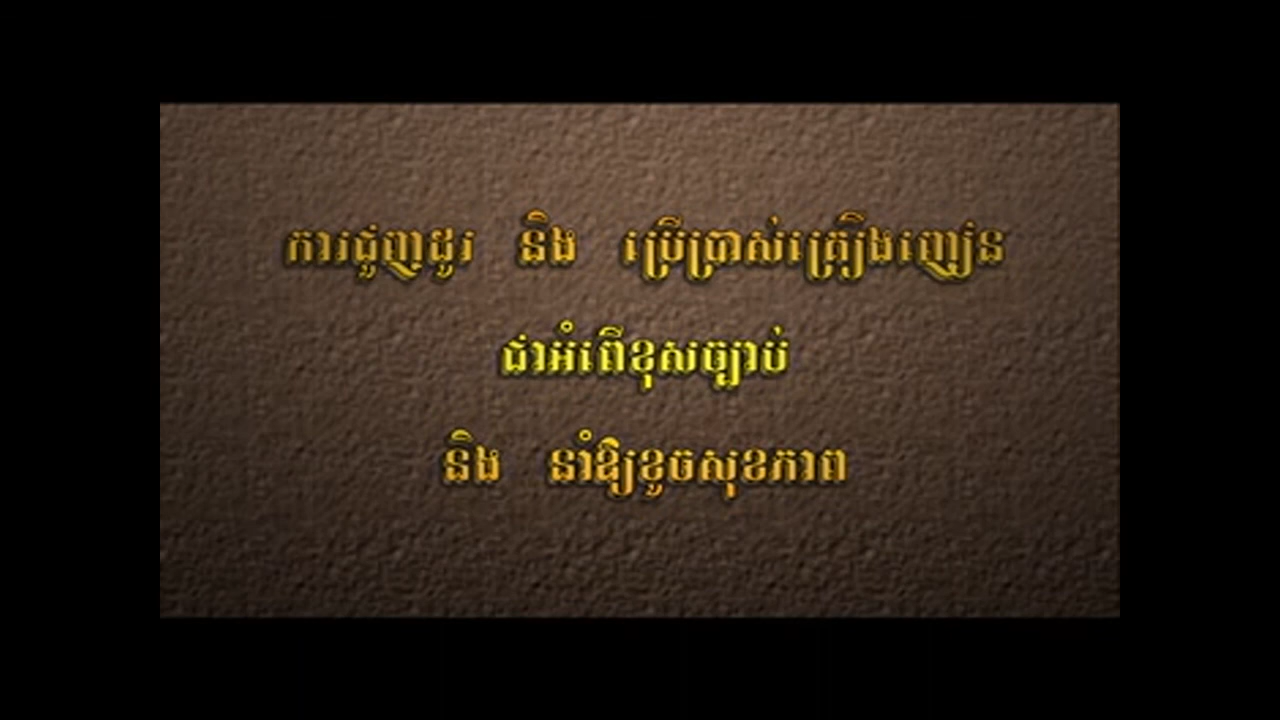 ការជួញដូរ និង ប្រើប្រាស់គ្រឿងញៀន
ជាអំពើខុសច្បាប់
និង នាំឱ្យខូចសុខភាព